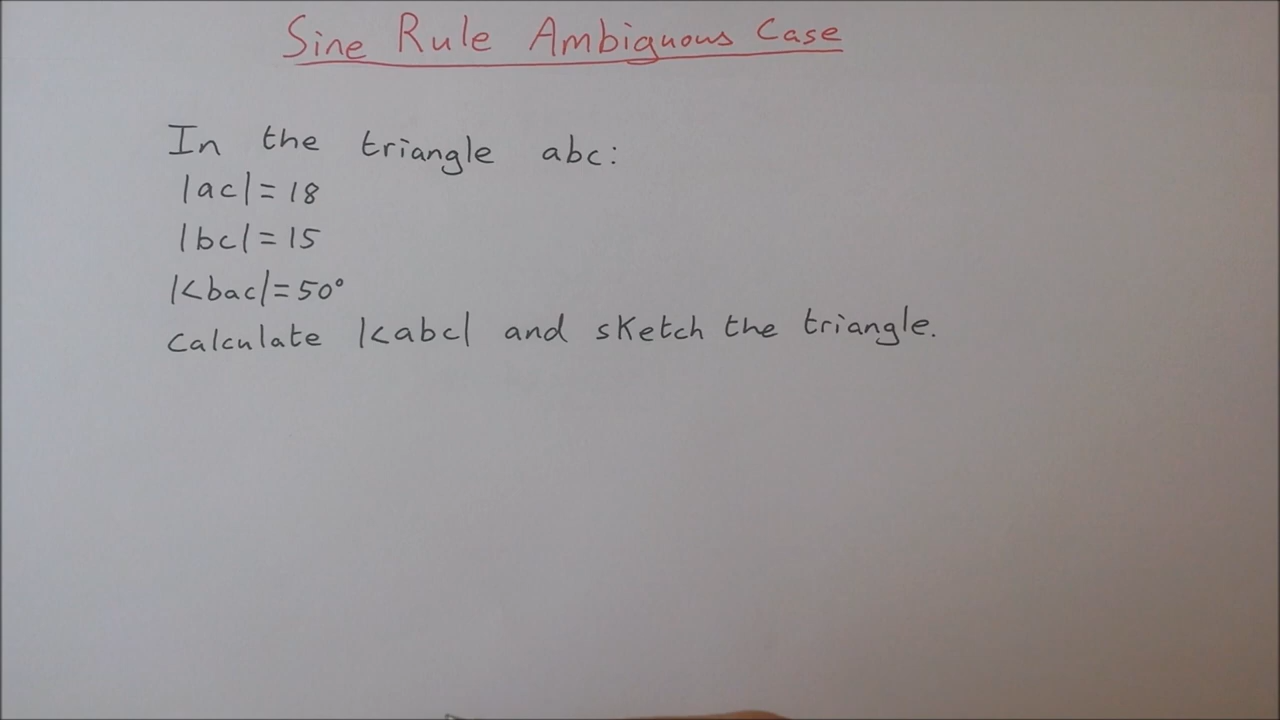 Sine Rule Ambiguous Case
In the triangle abc:
|ac| = 18
|bc| = 15
|<bac| = 50°
Calculate |<abc| and sketch the triangle.